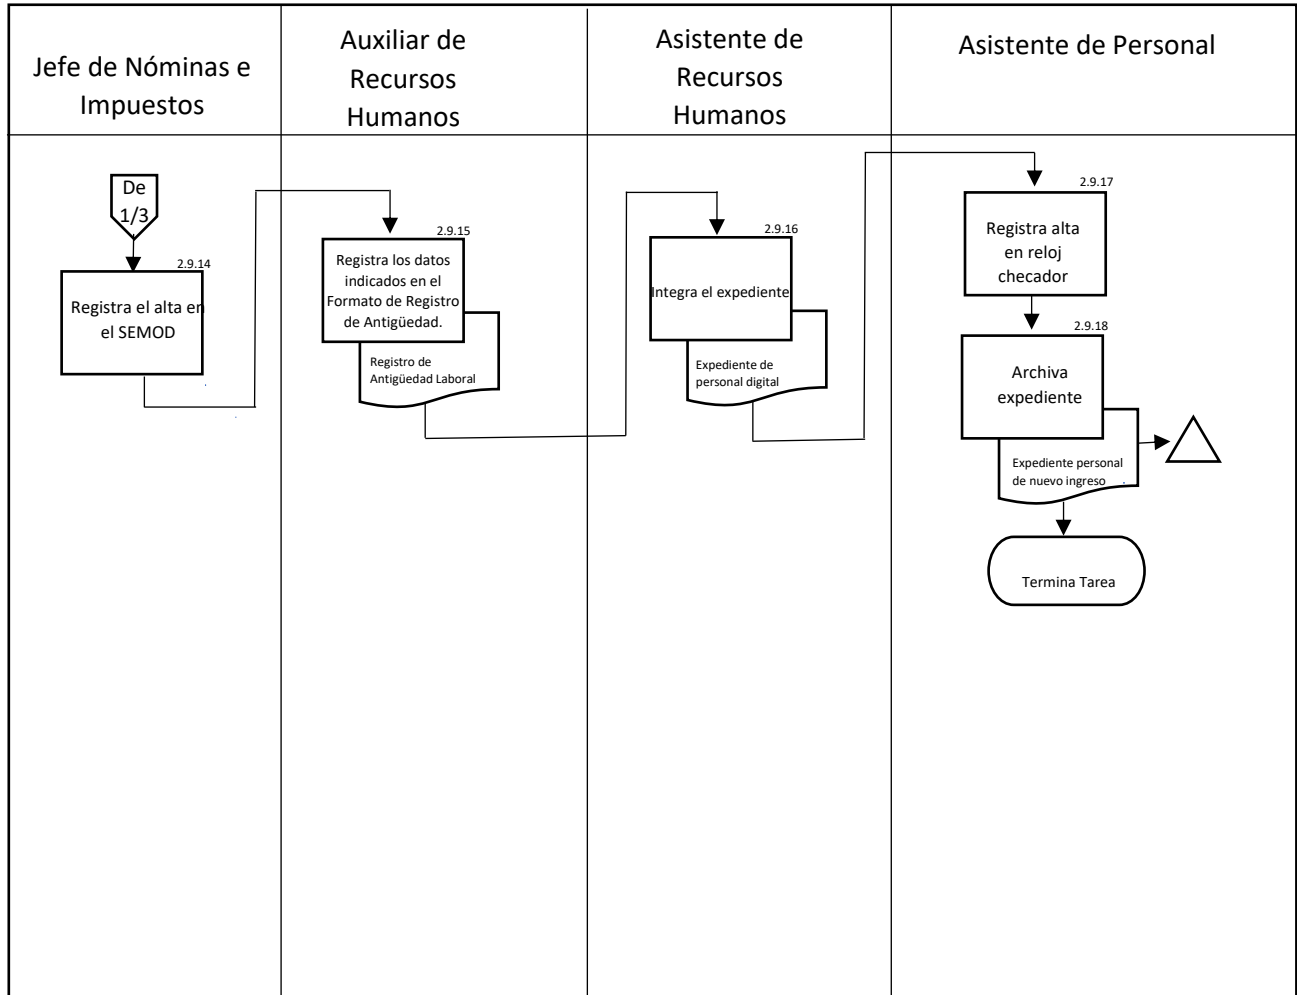 Jefe de Nóminas e
Impuestos
Auxiliar de
Recursos
Humanos
Asistente de
Recursos
Humanos
Asistente de Personal
De
1/3
2.9.14
Registra el alta en
el SEMOD
2.9.15
Registra los datos
indicados en el
Formato de Registro
de Antigüedad.
Registro de
Antigüedad Laboral
2.9.16
Integra el expediente
Expediente de
personal digital
2.9.17
Registra alta
en reloj
checador
2.9.18
Archiva
expediente
Expediente personal
de nuevo ingreso
Termina Tarea